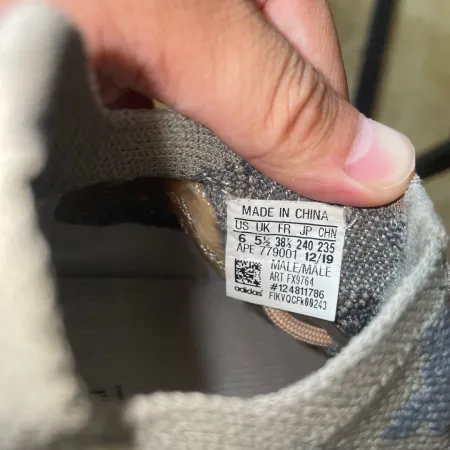 MADE IN CHINA
US UK FR JP CHN
6 5½ 38⅔ 240 235
APE 779001 12/19
MALE/MALE
ART FX9764
#124811786
adidas